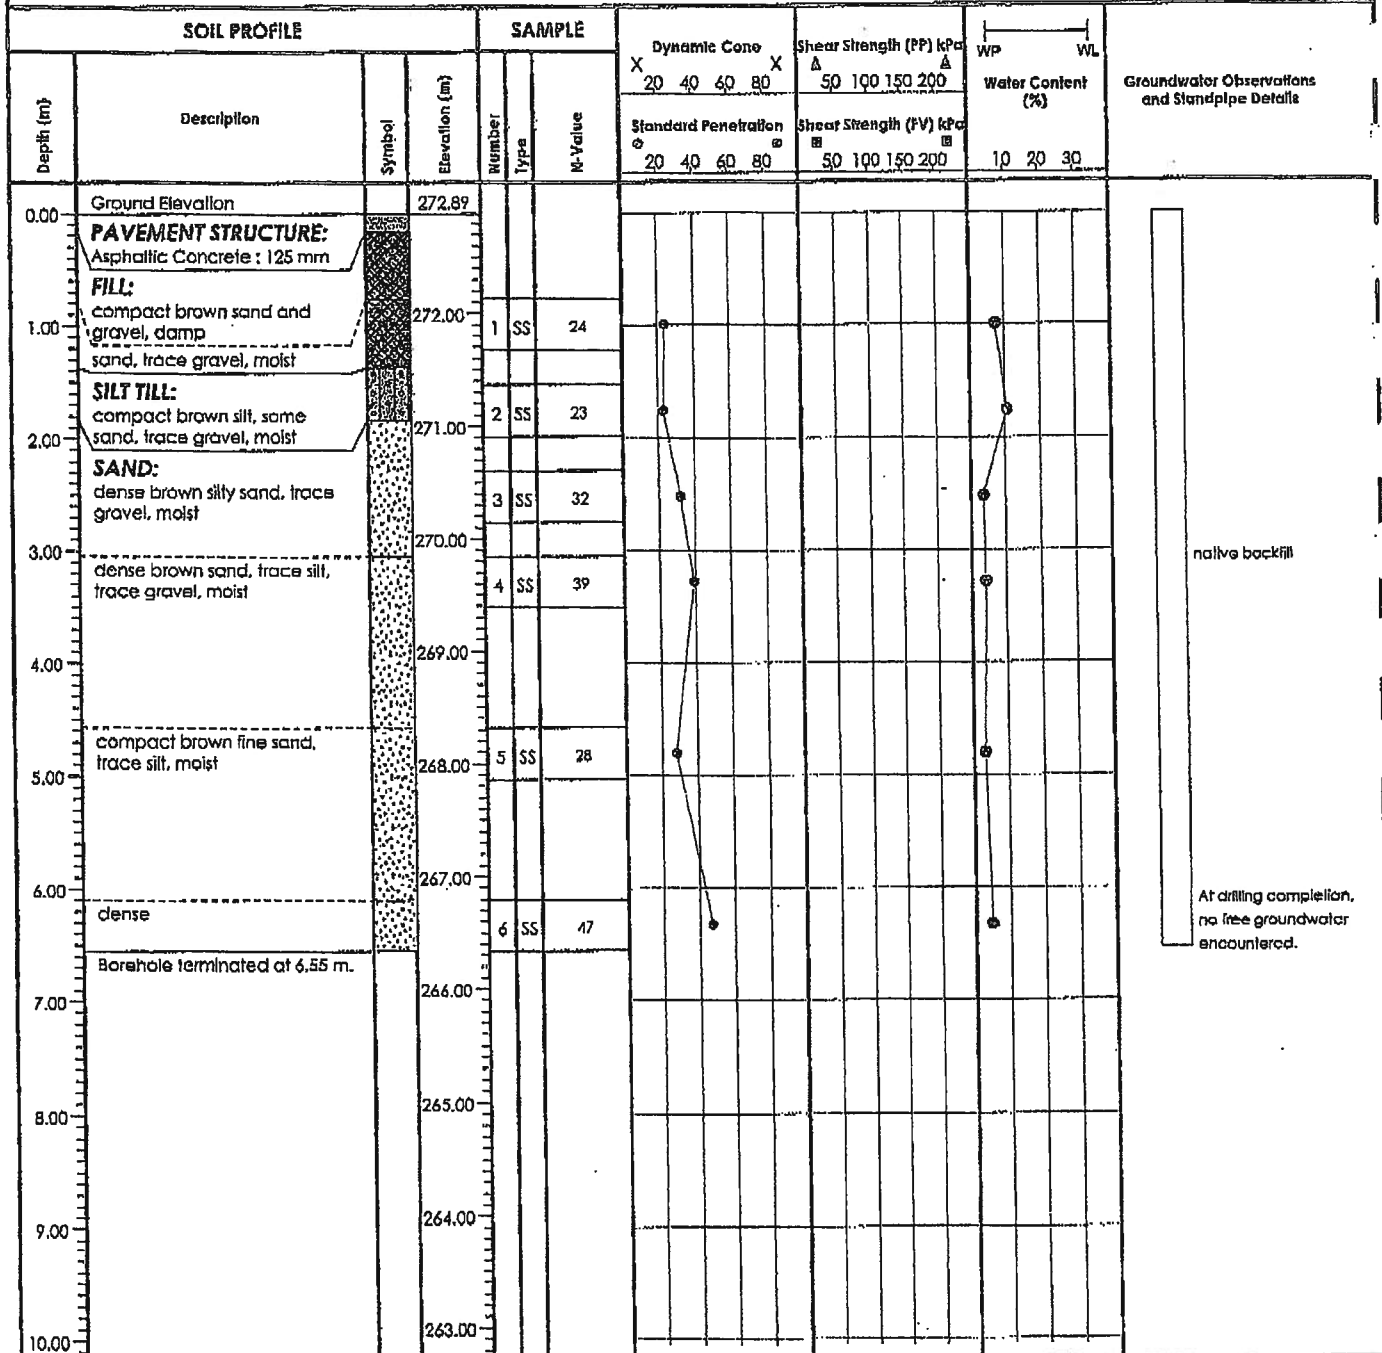 SOIL PROFILE
SAMPLE
Depth (m)
Description
Symbol
Elevation (m)
Number
Type
N-Value
Dynamic Cone
X X
20 40 60 80
Standard Penetration
20 40 60 80
Shear Strength (PP) kPa
50 100 150 200
Shear Strength (FV) kPa
50 100 150 200
WP WL
Water Content
(%)
10 20 30
Groundwater Observations
and Standpipe Details
Ground Elevation 272.89
0.00
PAVEMENT STRUCTURE:
Asphaltic Concrete : 125 mm
FILL:
compact brown sand and
gravel, damp
272.00
1.00
1 SS 24
sand, trace gravel, moist
SILT TILL:
compact brown silt, some
sand, trace gravel, moist
2 SS 23
271.00
2.00
SAND:
dense brown silty sand, trace
gravel, moist
3 SS 32
270.00
3.00
native backfill
dense brown sand, trace silt,
trace gravel, moist
4 SS 39
269.00
4.00
compact brown fine sand,
trace silt, moist
5 SS 28
268.00
5.00
267.00
6.00
dense
6 SS 47
At drilling completion,
no free groundwater
encountered.
Borehole terminated at 6.55 m.
266.00
7.00
265.00
8.00
264.00
9.00
263.00
10.00